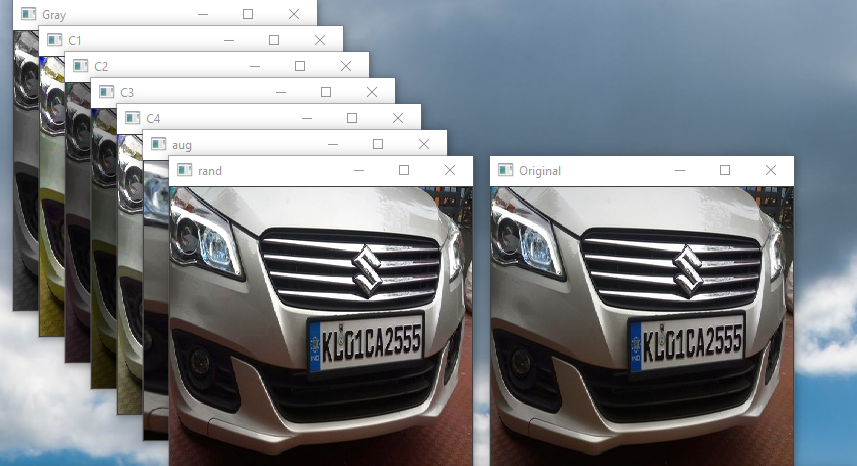 Gray
C1
C2
C3
C4
aug
rand
Original
KL01CA2555
KL01CA2555